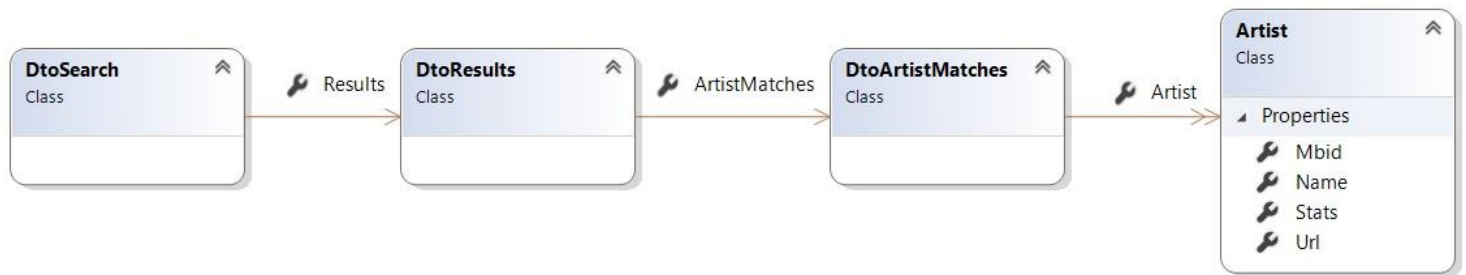 DtoSearch
Class
Results
DtoResults
Class
ArtistMatches
DtoArtistMatches
Class
Artist
Artist
Class
Properties
Mbid
Name
Stats
Url